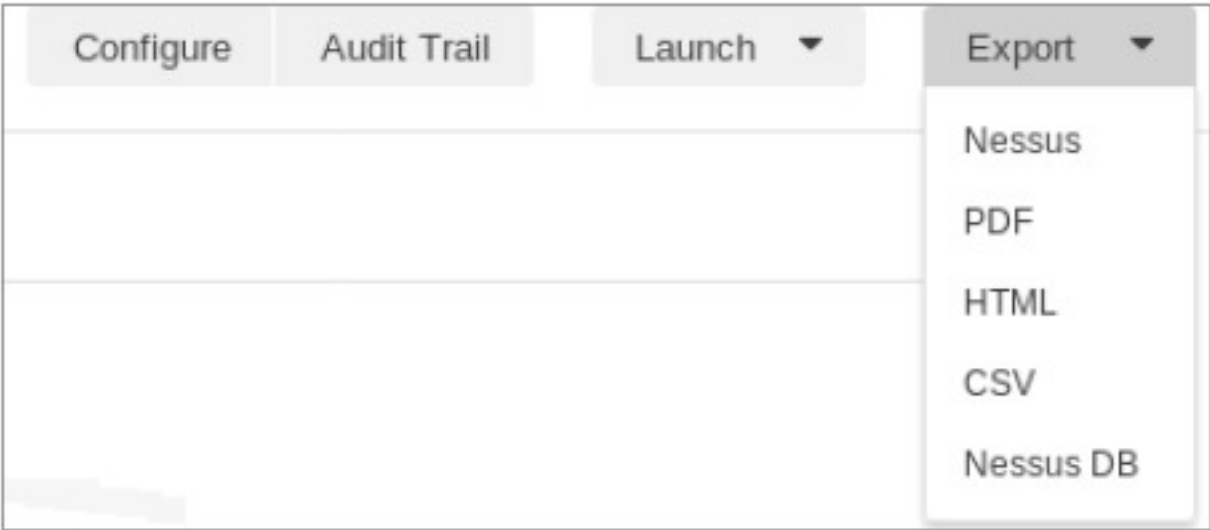 Configure Audit Trail Launch Export
Nessus
PDF
HTML
CSV
Nessus DB